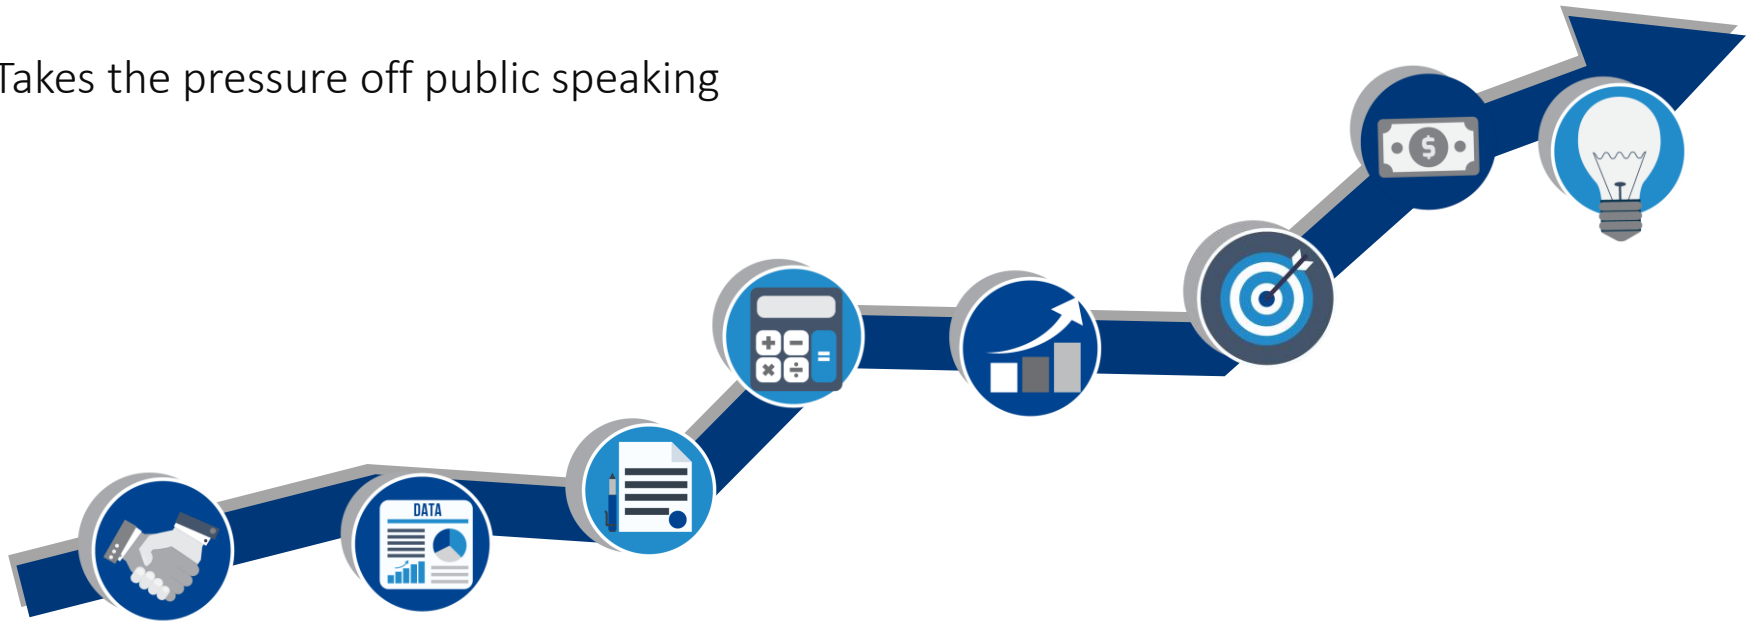 Takes the pressure off public speaking
$
DATA
+ −
× ÷ =